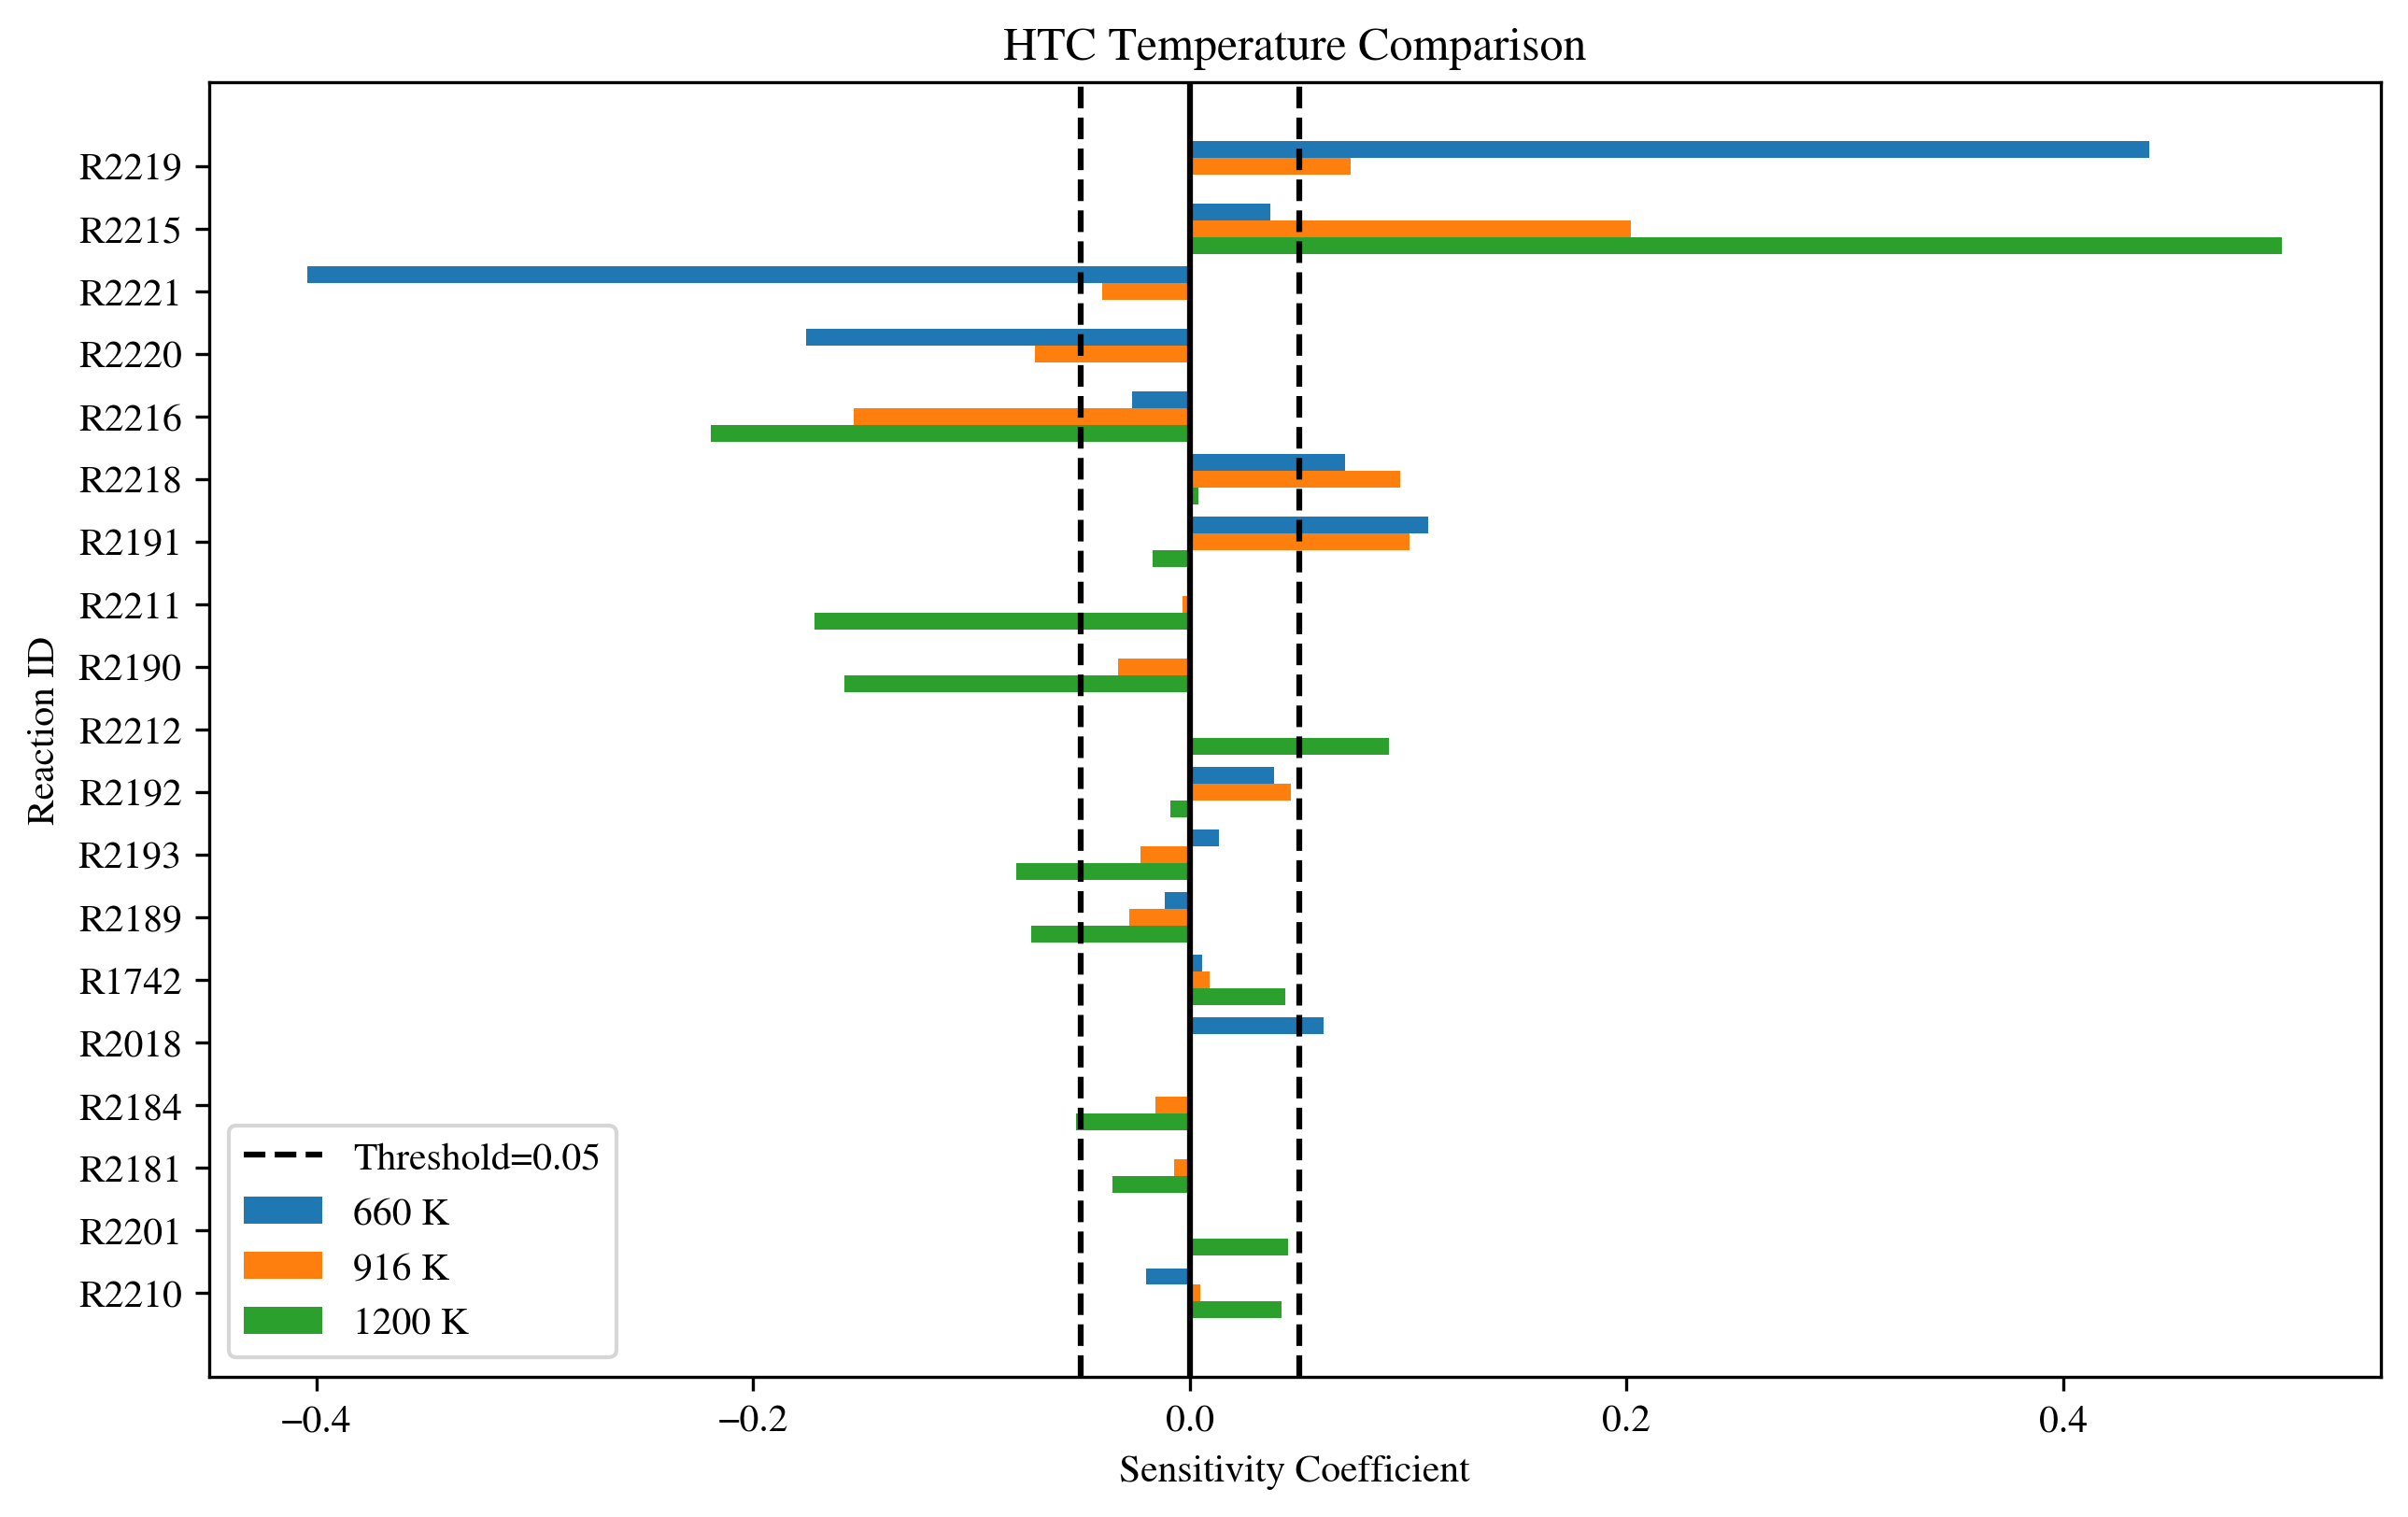 HTC Temperature Comparison
Reaction ID
R2219
R2215
R2221
R2220
R2216
R2218
R2191
R2211
R2190
R2212
R2192
R2193
R2189
R1742
R2018
R2184
R2181
R2201
R2210
Threshold=0.05
660 K
916 K
1200 K
−0.4
−0.2
0.0
0.2
0.4
Sensitivity Coefficient